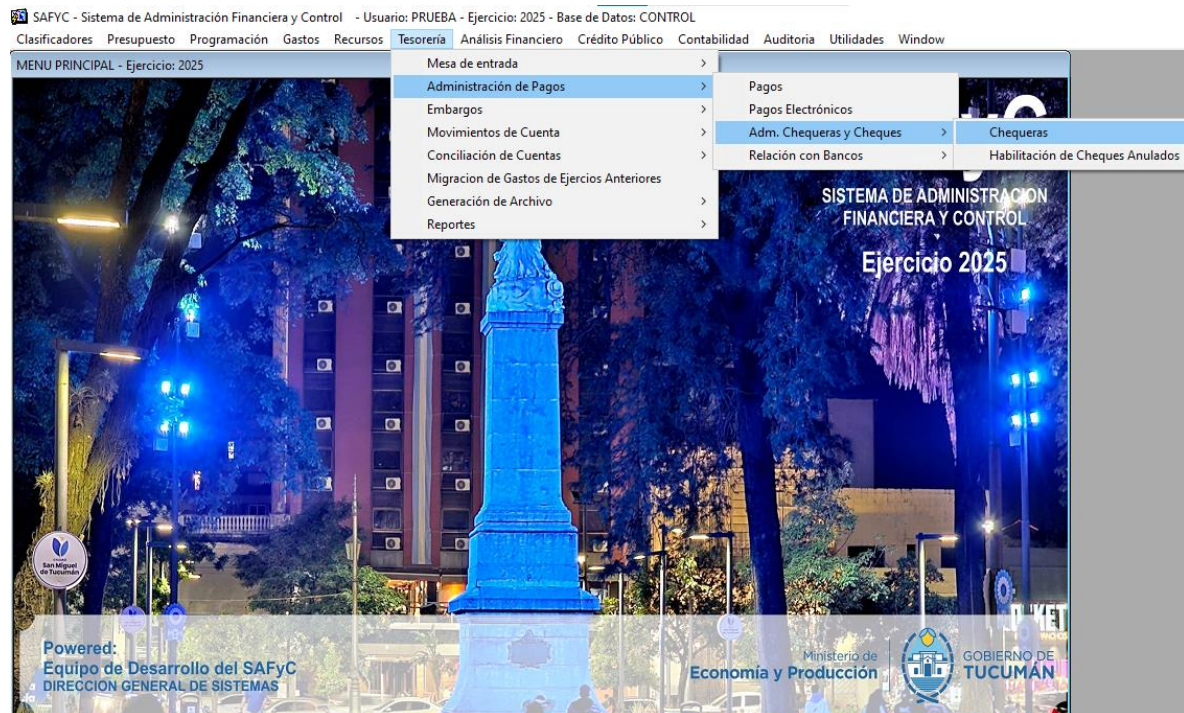 SAFYC - Sistema de Administración Financiera y Control - Usuario: PRUEBA - Ejercicio: 2025 - Base de Datos: CONTROL
Clasificadores Presupuesto Programación Gastos Recursos Tesorería Análisis Financiero Crédito Público Contabilidad Auditoria Utilidades Window
MENU PRINCIPAL - Ejercicio: 2025
Mesa de entrada
Administración de Pagos
Embargos
Movimientos de Cuenta
Conciliación de Cuentas
Migracion de Gastos de Ejercios Anteriores
Generación de Archivo
Reportes
Pagos
Pagos Electrónicos
Adm. Chequeras y Cheques
Relación con Bancos
Chequeras
Habilitación de Cheques Anulados
SISTEMA DE ADMINISTRACION
FINANCIERA Y CONTROL
Ejercicio 2025
San Miguel
de Tucumán
Powered:
Equipo de Desarrollo del SAFyC
DIRECCION GENERAL DE SISTEMAS
Ministerio de
Economía y Producción
GOBIERNO DE
TUCUMÁN